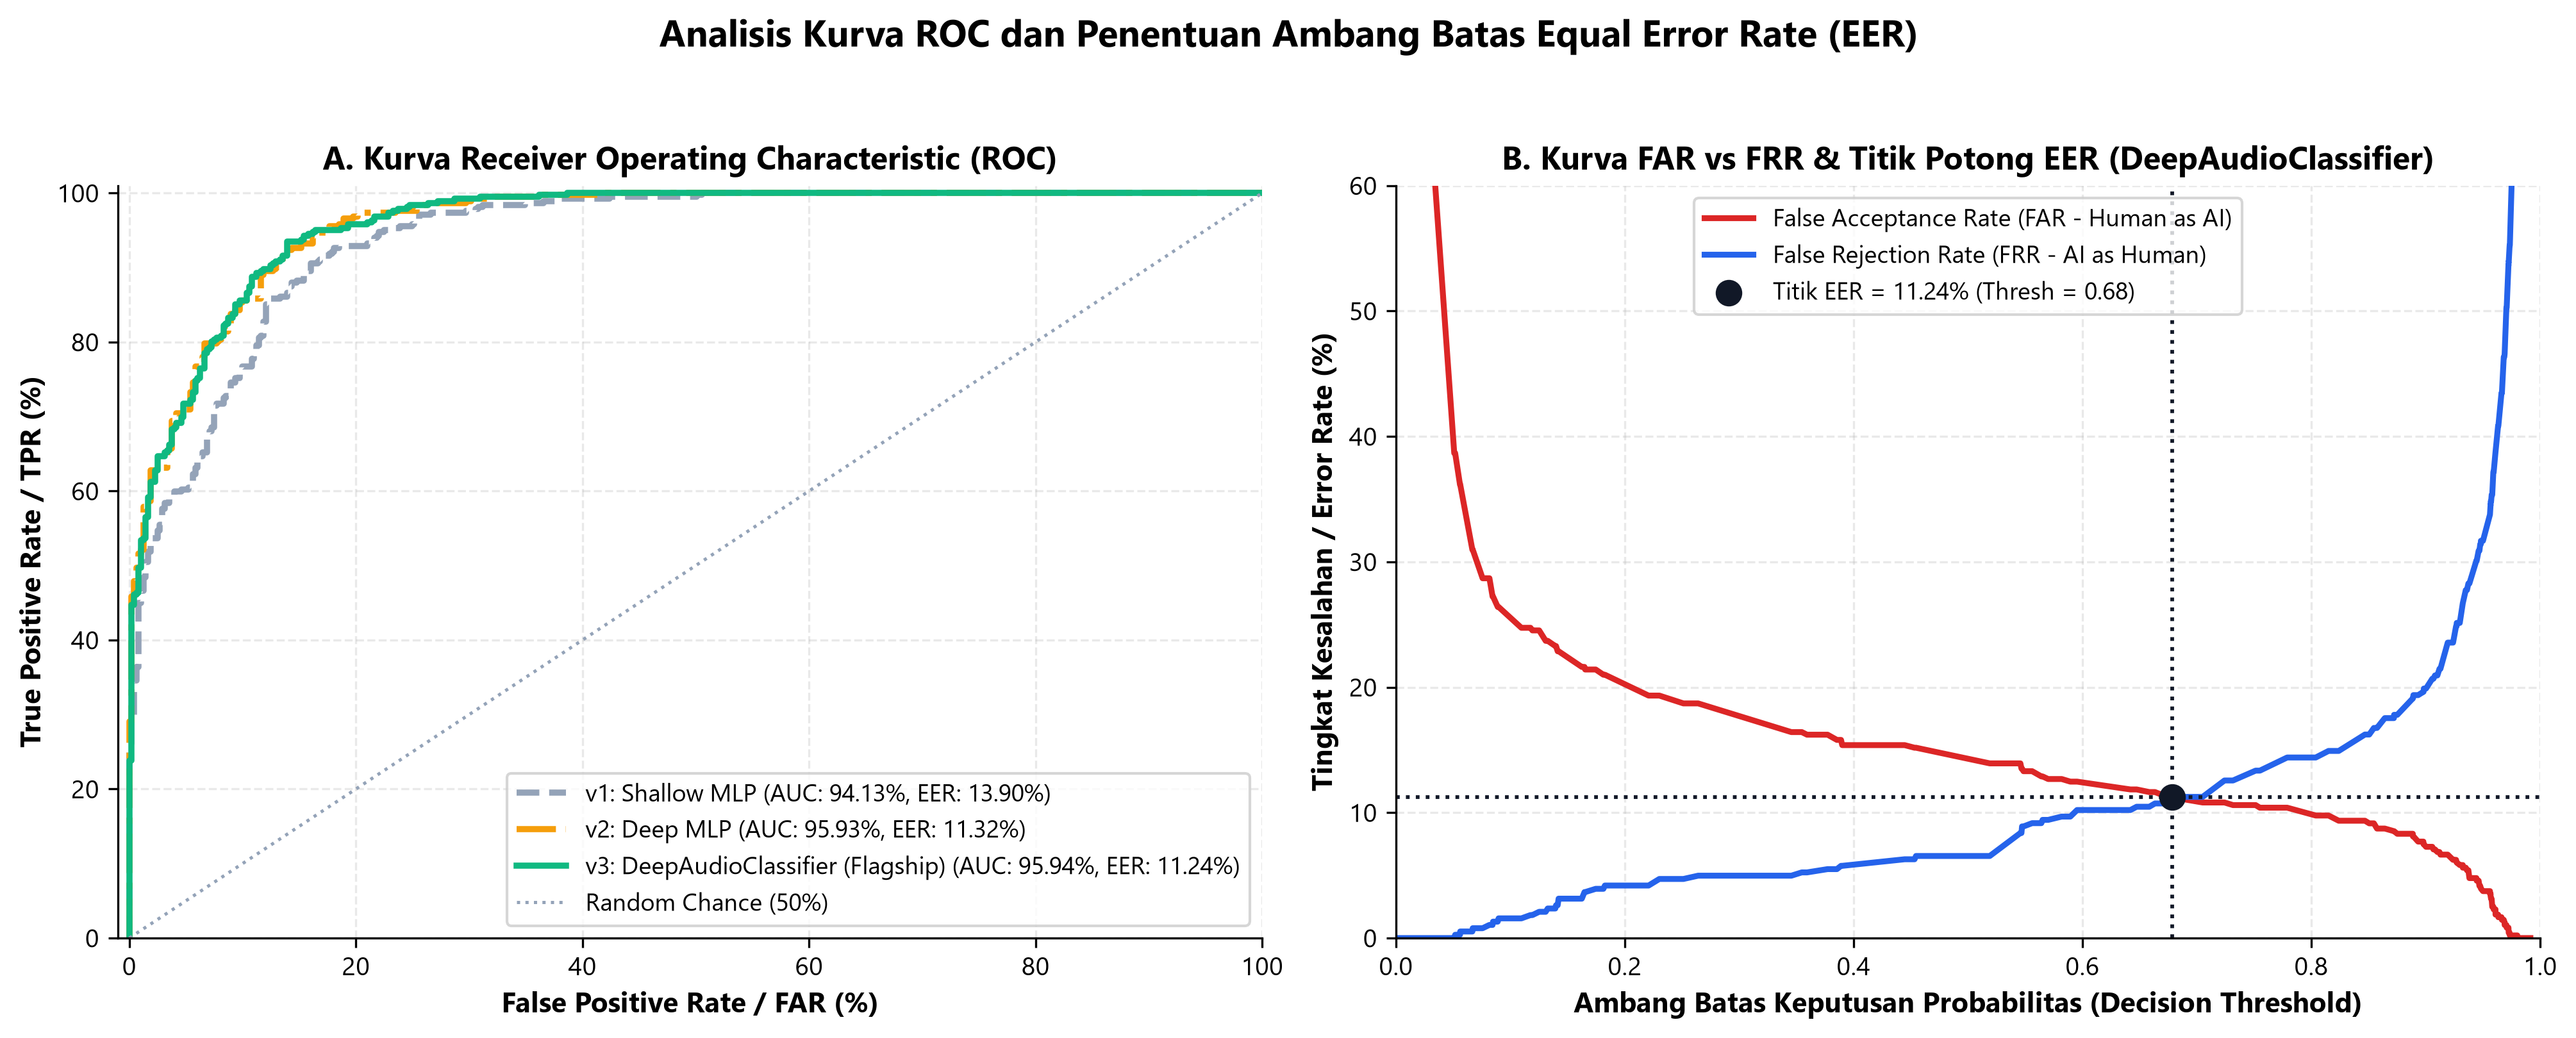 Analisis Kurva ROC dan Penentuan Ambang Batas Equal Error Rate (EER)
A. Kurva Receiver Operating Characteristic (ROC)
True Positive Rate / TPR (%)
100
80
60
40
20
0
v1: Shallow MLP (AUC: 94.13%, EER: 13.90%)
v2: Deep MLP (AUC: 95.93%, EER: 11.32%)
v3: DeepAudioClassifier (Flagship) (AUC: 95.94%, EER: 11.24%)
Random Chance (50%)
0 20 40 60 80 100
False Positive Rate / FAR (%)
B. Kurva FAR vs FRR & Titik Potong EER (DeepAudioClassifier)
Tingkat Kesalahan / Error Rate (%)
60
50
40
30
20
10
0
False Acceptance Rate (FAR - Human as AI)
False Rejection Rate (FRR - AI as Human)
Titik EER = 11.24% (Thresh = 0.68)
0.0 0.2 0.4 0.6 0.8 1.0
Ambang Batas Keputusan Probabilitas (Decision Threshold)